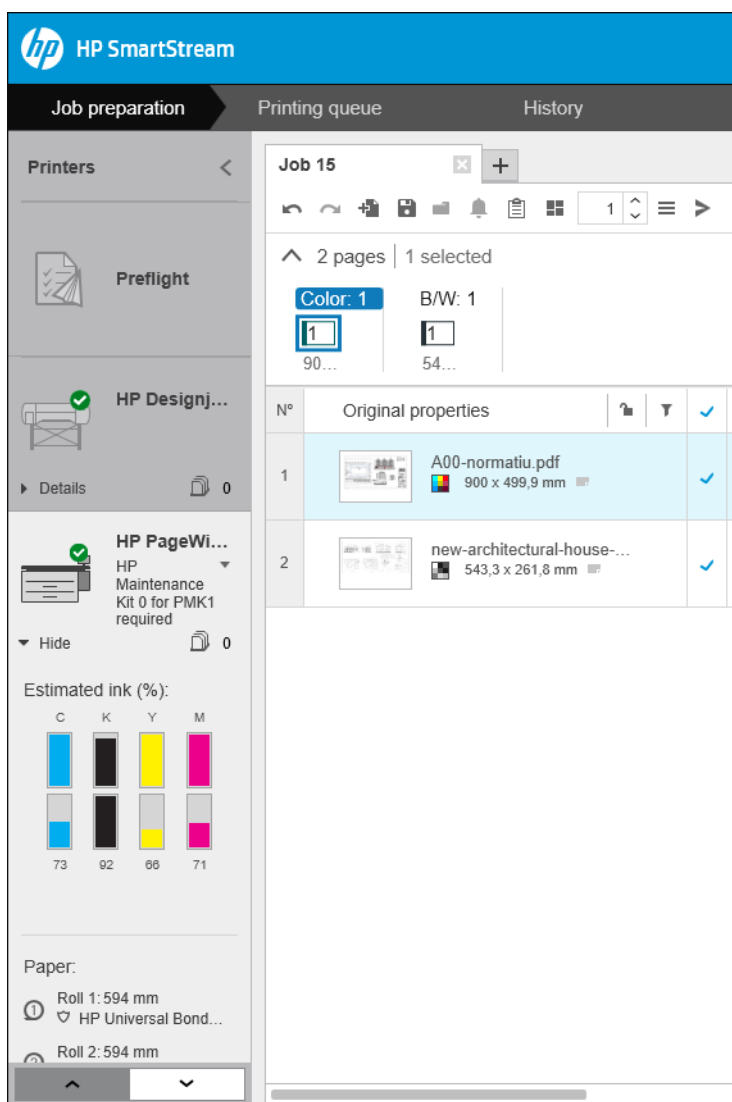 hp HP SmartStream
Job preparation Printing queue History
Printers
Preflight
HP Designj...
Details 0
HP PageWi...
HP
Maintenance
Kit 0 for PMK1
required
Hide 0
Estimated ink (%):
C K Y M
73 92 66 71
Paper:
1 Roll 1: 594 mm
HP Universal Bond...
Roll 2: 594 mm
Job 15
1
2 pages 1 selected
Color: 1 B/W: 1
1 1
90... 54...
Nº Original properties
1 A00-normatiu.pdf
900 x 499,9 mm
2 new-architectural-house-...
543,3 x 261,8 mm